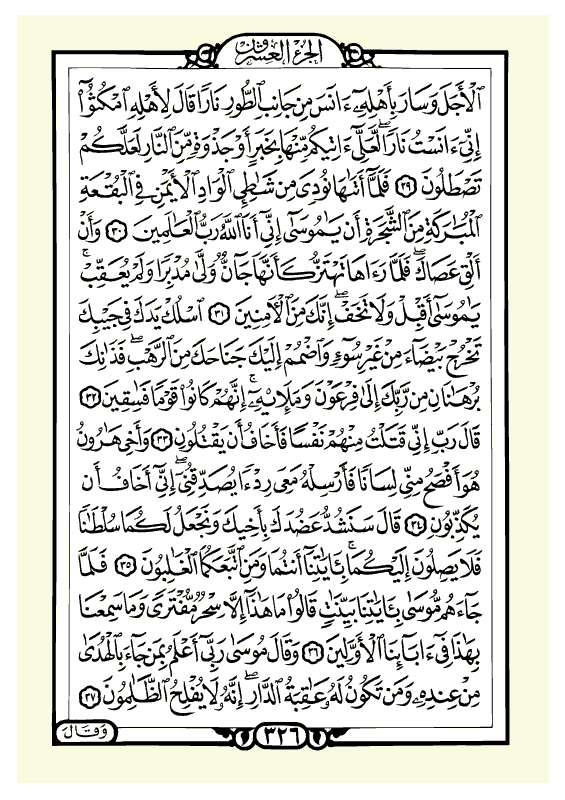 الجزء العشرون
ٱلْأَجَلَ وَسَارَ بِأَهْلِهِۦٓ ءَانَسَ مِن جَانِبِ ٱلطُّورِ نَارًا قَالَ لِأَهْلِهِ ٱمْكُثُوٓا۟
إِنِّىٓ ءَانَسْتُ نَارًا ۖ لَّعَلِّىٓ ءَاتِيكُم مِّنْهَا بِخَبَرٍ أَوْ جَذْوَةٍ مِّنَ ٱلنَّارِ لَعَلَّكُمْ
تَصْطَلُونَ ٢٩ فَلَمَّآ أَتَىٰهَا نُودِىَ مِن شَٰطِئِ ٱلْوَادِ ٱلْأَيْمَنِ فِى ٱلْبُقْعَةِ
ٱلْمُبَٰرَكَةِ مِنَ ٱلشَّجَرَةِ أَن يَٰمُوسَىٰٓ إِنِّىٓ أَنَا ٱللَّهُ رَبُّ ٱلْعَٰلَمِينَ ٣٠ وَأَنْ
أَلْقِ عَصَاكَ ۖ فَلَمَّا رَءَاهَا تَهْتَزُّ كَأَنَّهَا جَآنٌّ وَلَّىٰ مُدْبِرًا وَلَمْ يُعَقِّبْ ۚ
يَٰمُوسَىٰٓ أَقْبِلْ وَلَا تَخَفْ ۖ إِنَّكَ مِنَ ٱلْءَامِنِينَ ٣١ ٱسْلُكْ يَدَكَ فِى جَيْبِكَ
تَخْرُجْ بَيْضَآءَ مِنْ غَيْرِ سُوٓءٍ وَٱضْمُمْ إِلَيْكَ جَنَاحَكَ مِنَ ٱلرَّهْبِ ۖ فَذَٰنِكَ
بُرْهَٰنَانِ مِن رَّبِّكَ إِلَىٰ فِرْعَوْنَ وَمَلَإِي۟هِۦٓ ۚ إِنَّهُمْ كَانُوا۟ قَوْمًا فَٰسِقِينَ ٣٢
قَالَ رَبِّ إِنِّى قَتَلْتُ مِنْهُمْ نَفْسًا فَأَخَافُ أَن يَقْتُلُونِ ٣٣ وَأَخِى هَٰرُونُ
هُوَ أَفْصَحُ مِنِّى لِسَانًا فَأَرْسِلْهُ مَعِىَ رِدْءًا يُصَدِّقُنِىٓ ۖ إِنِّىٓ أَخَافُ أَن
يُكَذِّبُونِ ٣٤ قَالَ سَنَشُدُّ عَضُدَكَ بِأَخِيكَ وَنَجْعَلُ لَكُمَا سُلْطَٰنًا
فَلَا يَصِلُونَ إِلَيْكُمَا ۚ بِـَٔايَٰتِنَآ أَنتُمَا وَمَنِ ٱتَّبَعَكُمَا ٱلْغَٰلِبُونَ ٣٥ فَلَمَّا
جَآءَهُم مُّوسَىٰ بِـَٔايَٰتِنَا بَيِّنَٰتٍ قَالُوا۟ مَا هَٰذَآ إِلَّا سِحْرٌ مُّفْتَرًى وَمَا سَمِعْنَا
بِهَٰذَا فِىٓ ءَابَآئِنَا ٱلْأَوَّلِينَ ٣٦ وَقَالَ مُوسَىٰ رَبِّىٓ أَعْلَمُ بِمَن جَآءَ بِٱلْهُدَىٰ
مِنْ عِندِهِۦ وَمَن تَكُونُ لَهُۥ عَٰقِبَةُ ٱلدَّارِ ۖ إِنَّهُۥ لَا يُفْلِحُ ٱلظَّٰلِمُونَ ٣٧
وَقَالَ
٣٢٦